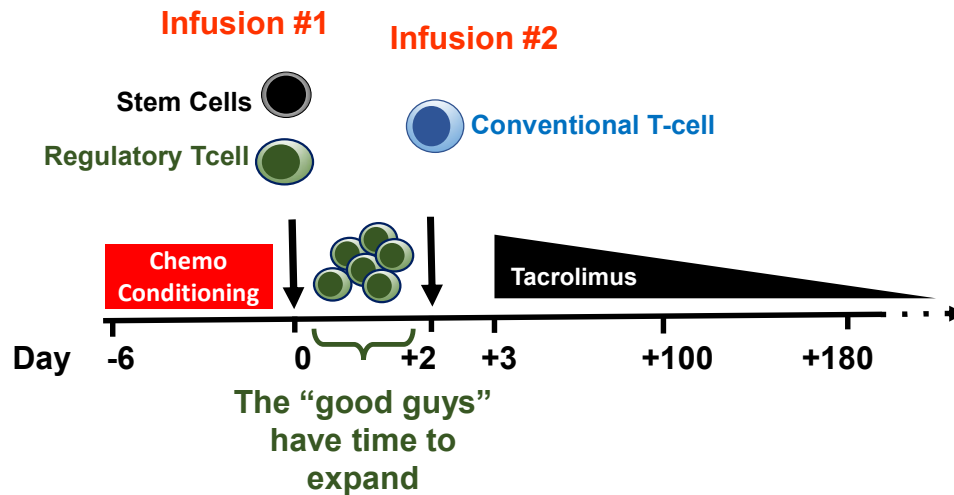 Infusion #1
Infusion #2
Stem Cells
Conventional T-cell
Regulatory Tcell
Chemo
Conditioning
Tacrolimus
Day -6 0 +2 +3 +100 +180
The “good guys”
have time to
expand